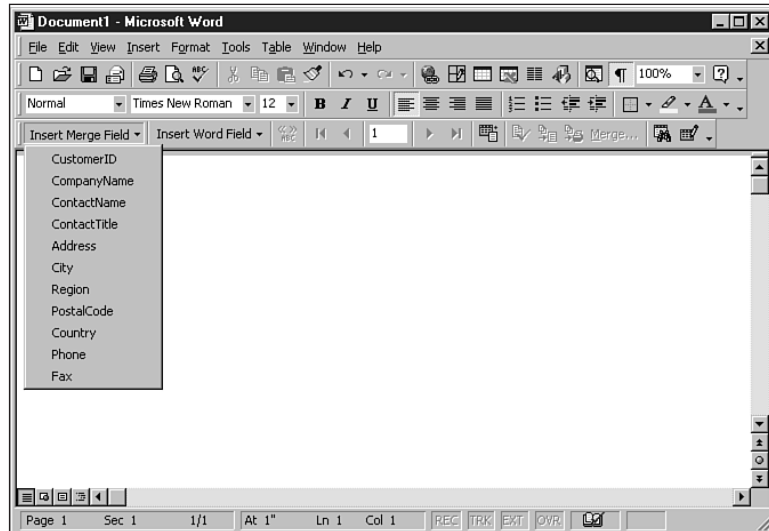 Document1 - Microsoft Word
File Edit View Insert Format Tools Table Window Help
ABC 100%
Normal Times New Roman 12 B I U A
Insert Merge Field Insert Word Field «» ABC 1 Merge...
CustomerID
CompanyName
ContactName
ContactTitle
Address
City
Region
PostalCode
Country
Phone
Fax
Page 1 Sec 1 1/1 At 1" Ln 1 Col 1 REC TRK EXT OVR